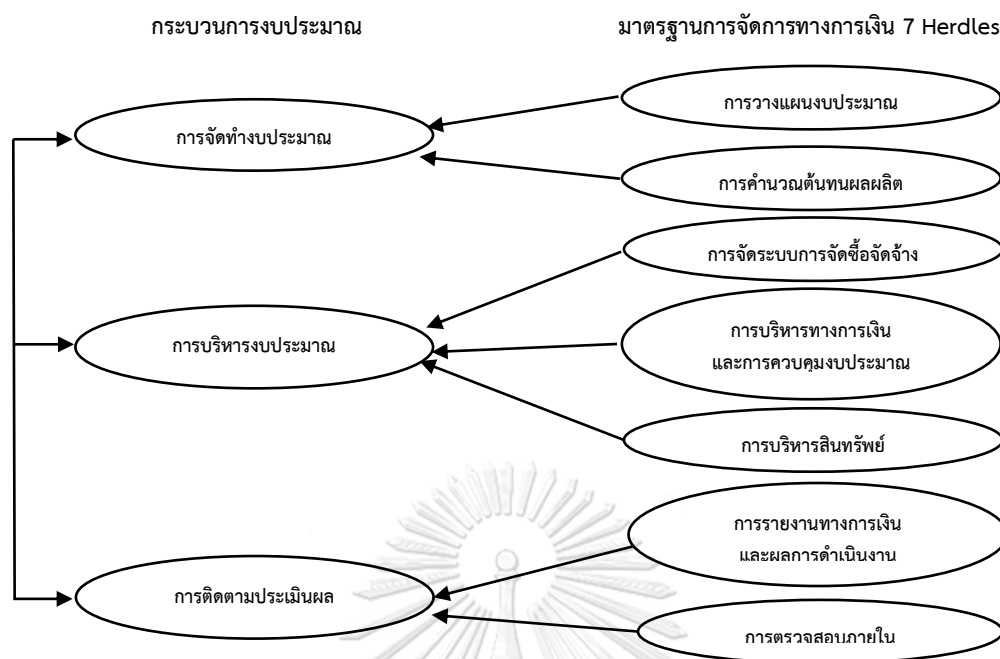 กระบวนการงบประมาณ
มาตรฐานการจัดการทางการเงิน 7 Herdles
การวางแผนงบประมาณ
การจัดทำงบประมาณ
การคำนวณต้นทนผลผลิต
การจัดระบบการจัดซื้อจัดจ้าง
การบริหารงบประมาณ
การบริหารทางการเงิน
และการควบคุมงบประมาณ
การบริหารสินทรัพย์
การรายงานทางการเงิน
และผลการดำเนินงาน
การติดตามประเมินผล
การตรวจสอบภายใน